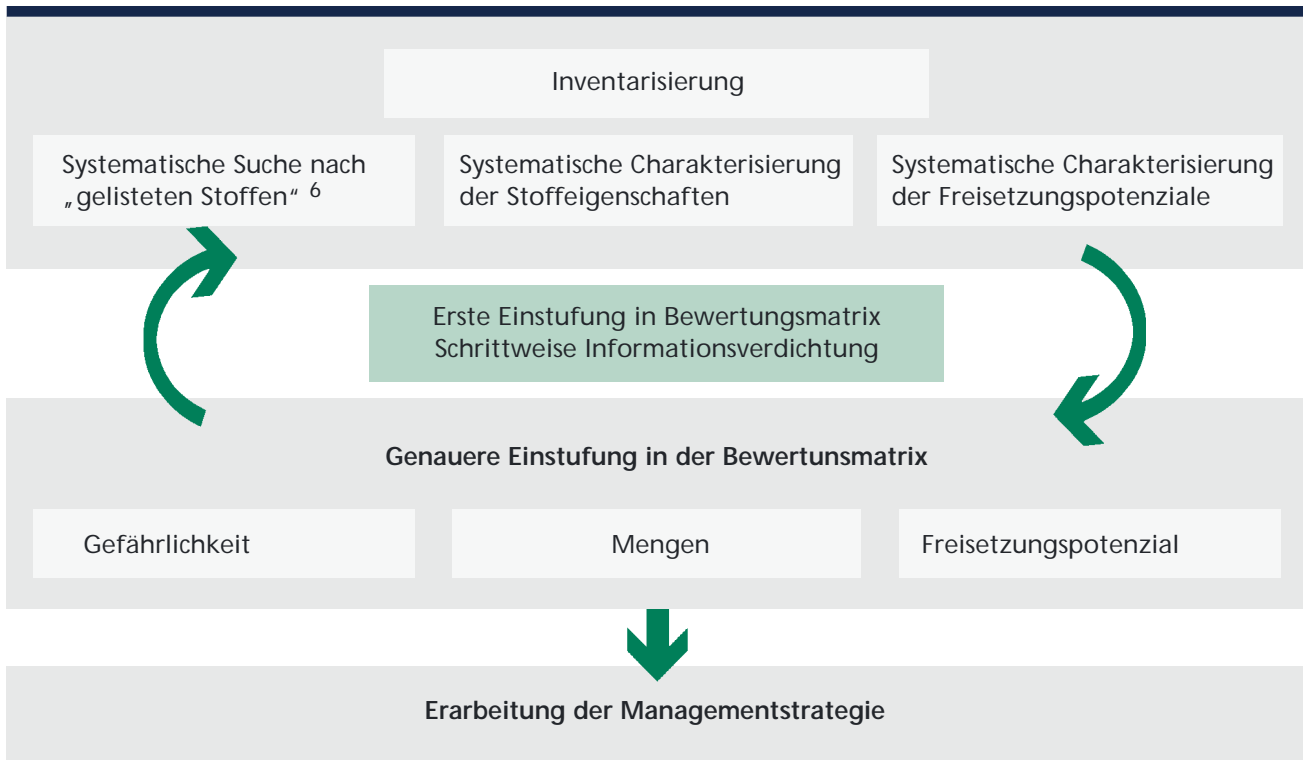 Inventarisierung
Systematische Suche nach
„gelisteten Stoffen“ 6
Systematische Charakterisierung
der Stoffeigenschaften
Systematische Charakterisierung
der Freisetzungspotenziale
Erste Einstufung in Bewertungsmatrix
Schrittweise Informationsverdichtung
Genauere Einstufung in der Bewertunsmatrix
Gefährlichkeit
Mengen
Freisetzungspotenzial
Erarbeitung der Managementstrategie